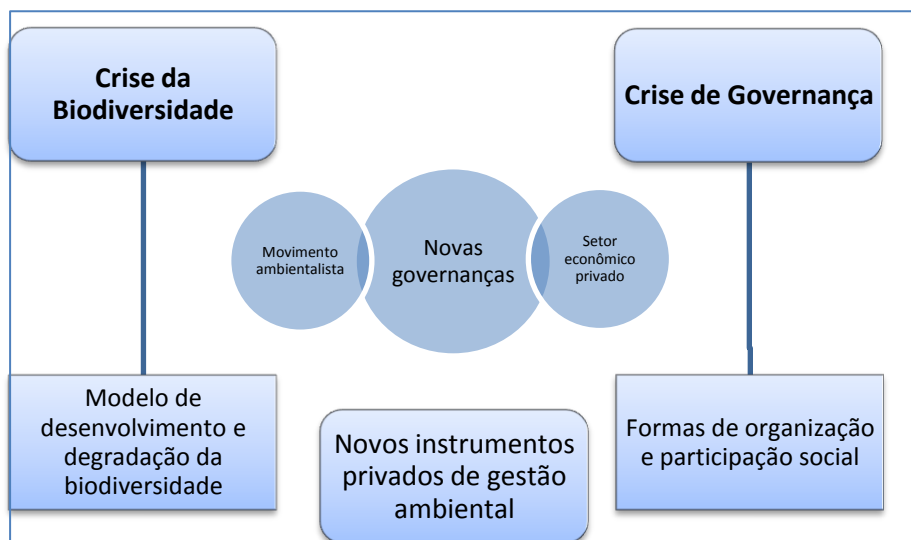 Crise da
Biodiversidade
Crise de Governança
Movimento
ambientalista
Novas
governanças
Setor
econômico
privado
Modelo de
desenvolvimento e
degradação da
biodiversidade
Novos instrumentos
privados de gestão
ambiental
Formas de organização
e participação social